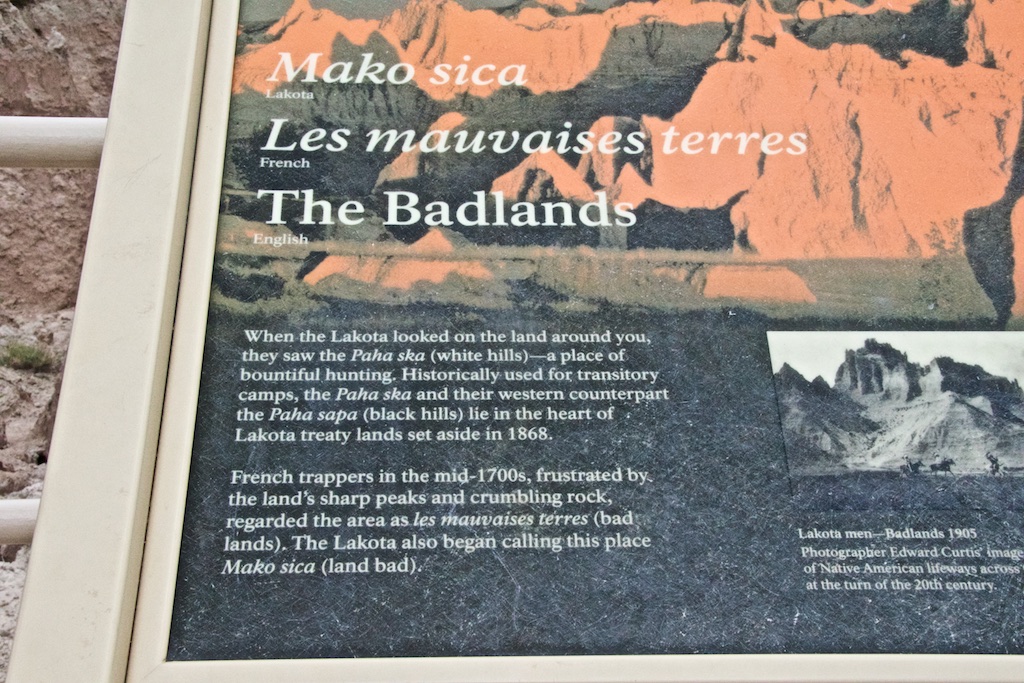 Mako sica
Lakota
Les mauvaises terres
French
The Badlands
English
When the Lakota looked on the land around you,
they saw the Paha ska (white hills)—a place of
bountiful hunting. Historically used for transitory
camps, the Paha ska and their western counterpart
the Paha sapa (black hills) lie in the heart of
Lakota treaty lands set aside in 1868.
French trappers in the mid-1700s, frustrated by
the land's sharp peaks and crumbling rock,
regarded the area as les mauvaises terres (bad
lands). The Lakota also began calling this place
Mako sica (land bad).
Lakota men—Badlands 1905
Photographer Edward Curtis' image
of Native American lifeways across
at the turn of the 20th century.